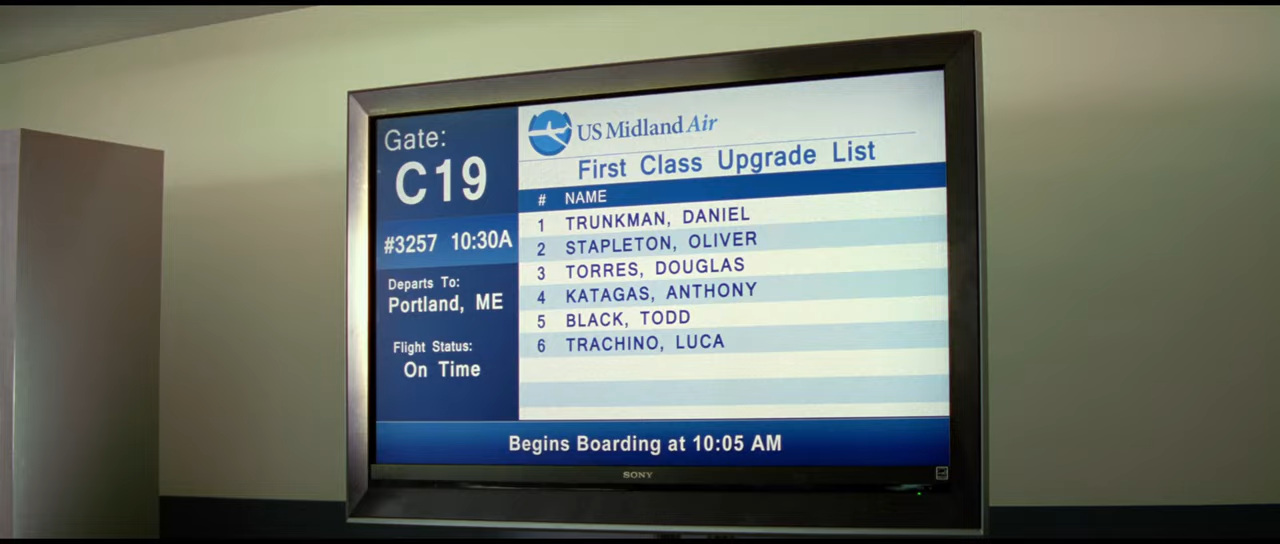 Gate:
C19
#3257 10:30A
Departs To:
Portland, ME
Flight Status:
On Time
US Midland Air
First Class Upgrade List
# NAME
1 TRUNKMAN, DANIEL
2 STAPLETON, OLIVER
3 TORRES, DOUGLAS
4 KATAGAS, ANTHONY
5 BLACK, TODD
6 TRACHINO, LUCA
Begins Boarding at 10:05 AM
SONY